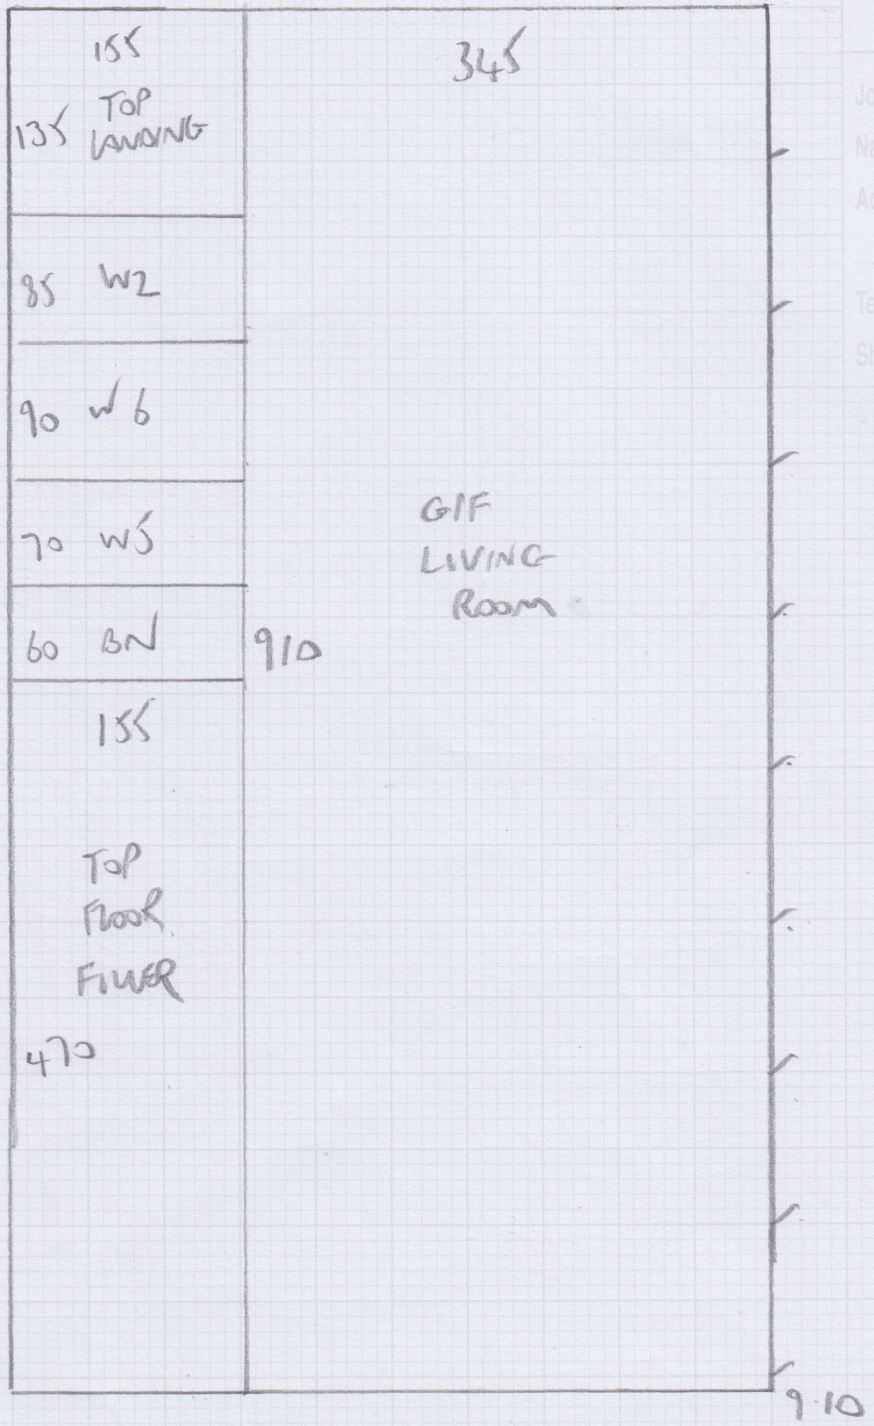 155
345
135 TOP
LANDING
85 W2
90 W6
70 W5
60 BN
155
TOP
FLOOR
FILLER
470
G/F
LIVING
ROOM
910
9.10
Te